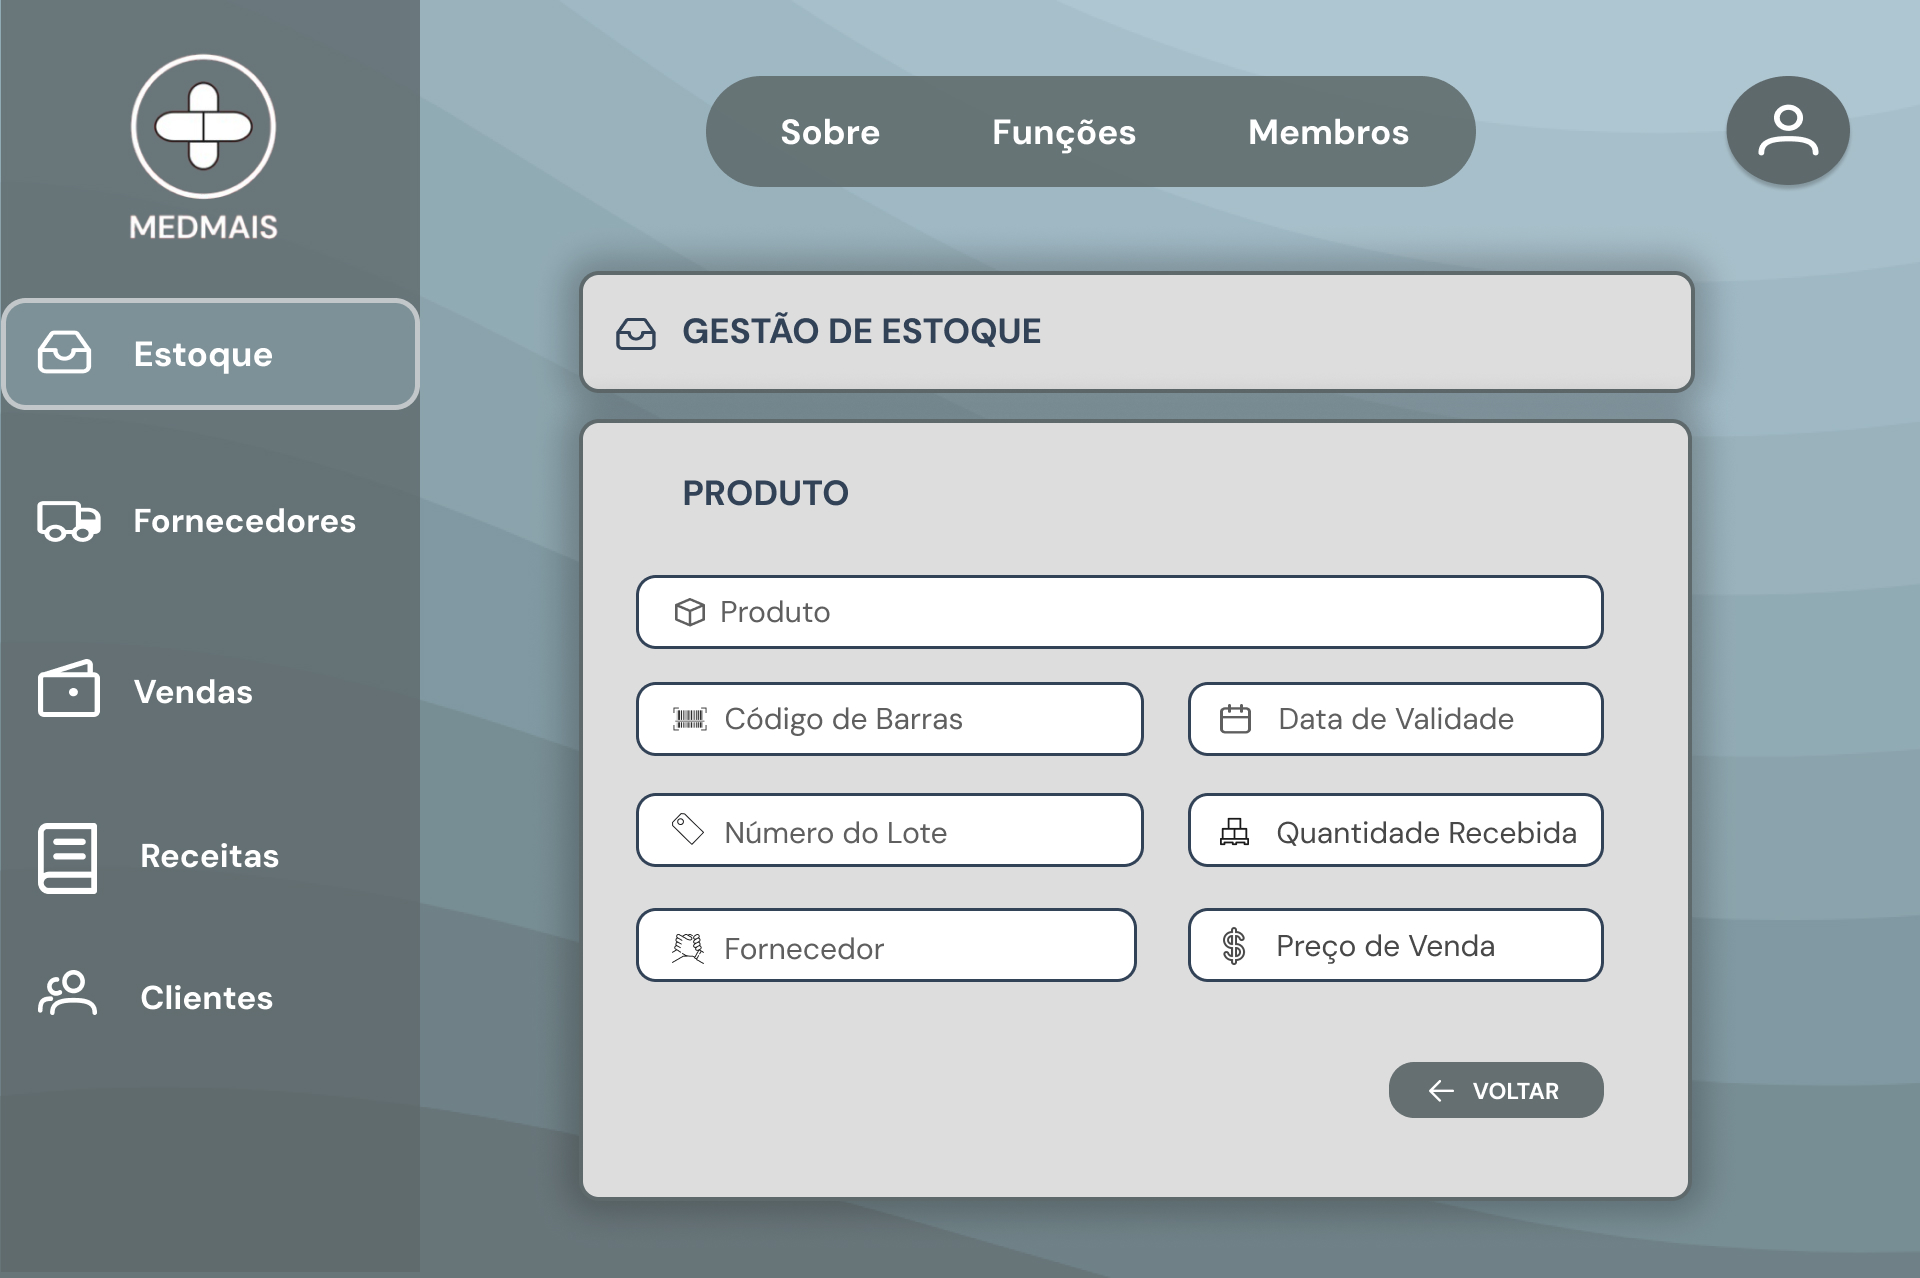 MEDMAIS
Sobre
Funções
Membros
Estoque
Fornecedores
Vendas
Receitas
Clientes
GESTÃO DE ESTOQUE
PRODUTO
Produto
Código de Barras
Data de Validade
Número do Lote
Quantidade Recebida
Fornecedor
Preço de Venda
VOLTAR